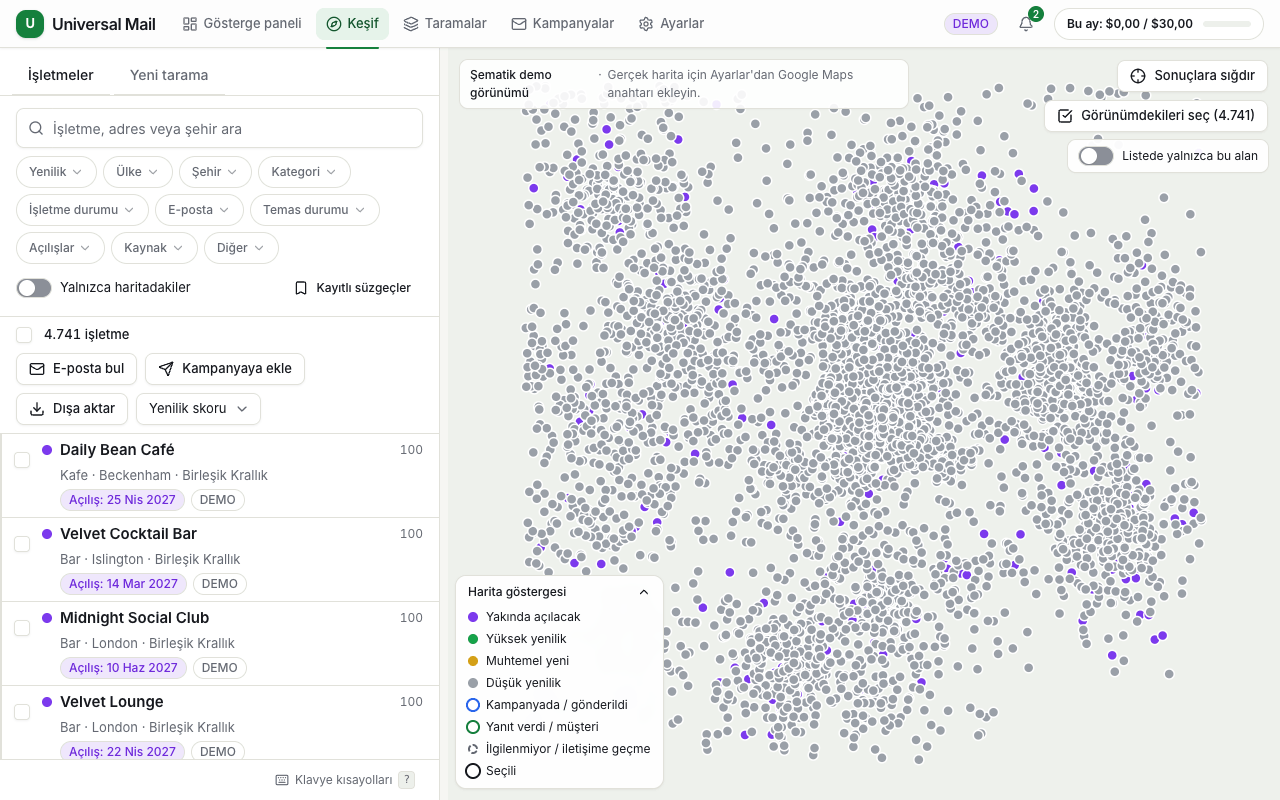 U Universal Mail
Gösterge paneli
Keşif
Taramalar
Kampanyalar
Ayarlar
DEMO
2
Bu ay: $0,00 / $30,00
İşletmeler
Yeni tarama
İşletme, adres veya şehir ara
Yenilik
Ülke
Şehir
Kategori
İşletme durumu
E-posta
Temas durumu
Açılışlar
Kaynak
Diğer
Yalnızca haritadakiler
Kayıtlı süzgeçler
4.741 işletme
E-posta bul
Kampanyaya ekle
Dışa aktar
Yenilik skoru
Daily Bean Café
100
Kafe · Beckenham · Birleşik Krallık
Açılış: 25 Nis 2027
DEMO
Velvet Cocktail Bar
100
Bar · Islington · Birleşik Krallık
Açılış: 14 Mar 2027
DEMO
Midnight Social Club
100
Bar · London · Birleşik Krallık
Açılış: 10 Haz 2027
DEMO
Velvet Lounge
100
Bar · London · Birleşik Krallık
Açılış: 22 Nis 2027
DEMO
Klavye kısayolları ?
Şematik demo görünümü
· Gerçek harita için Ayarlar'dan Google Maps
anahtarı ekleyin.
Sonuçlara sığdır
Görünümdekileri seç (4.741)
Listede yalnızca bu alan
Harita göstergesi
Yakında açılacak
Yüksek yenilik
Muhtemel yeni
Düşük yenilik
Kampanyada / gönderildi
Yanıt verdi / müşteri
İlgilenmiyor / iletişime geçme
Seçili